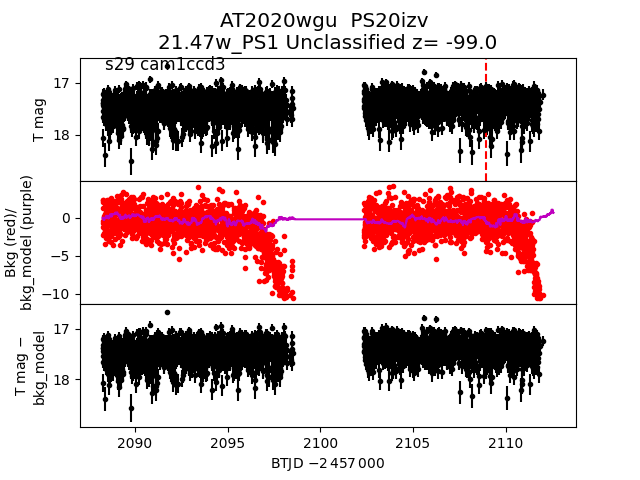 AT2020wgu  PS20izv
21.47w_PS1 Unclassified z= -99.0
s29 cam1ccd3
T mag
17
18
Bkg (red)/
bkg_model (purple)
0
−5
−10
T mag −
bkg_model
17
18
2090 2095 2100 2105 2110
BTJD −2 457 000